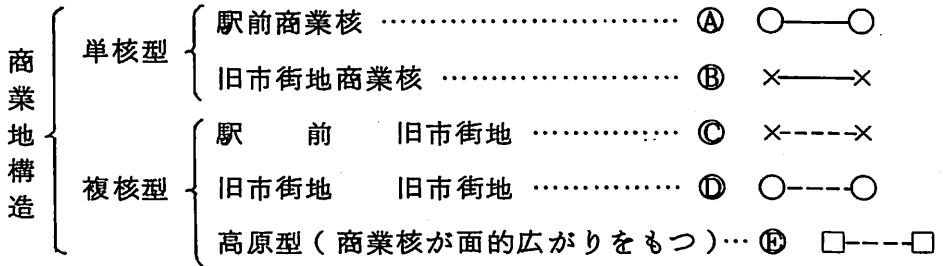 商業地構造
単核型
駅前商業核 …………………………… Ⓐ ○───○
旧市街地商業核 ……………………… Ⓑ ×───×
複核型
駅 前 旧市街地 ……………… Ⓒ ×----×
旧市街地 旧市街地 ……………… Ⓓ ○----○
高原型(商業核が面的広がりをもつ)… Ⓔ □----□